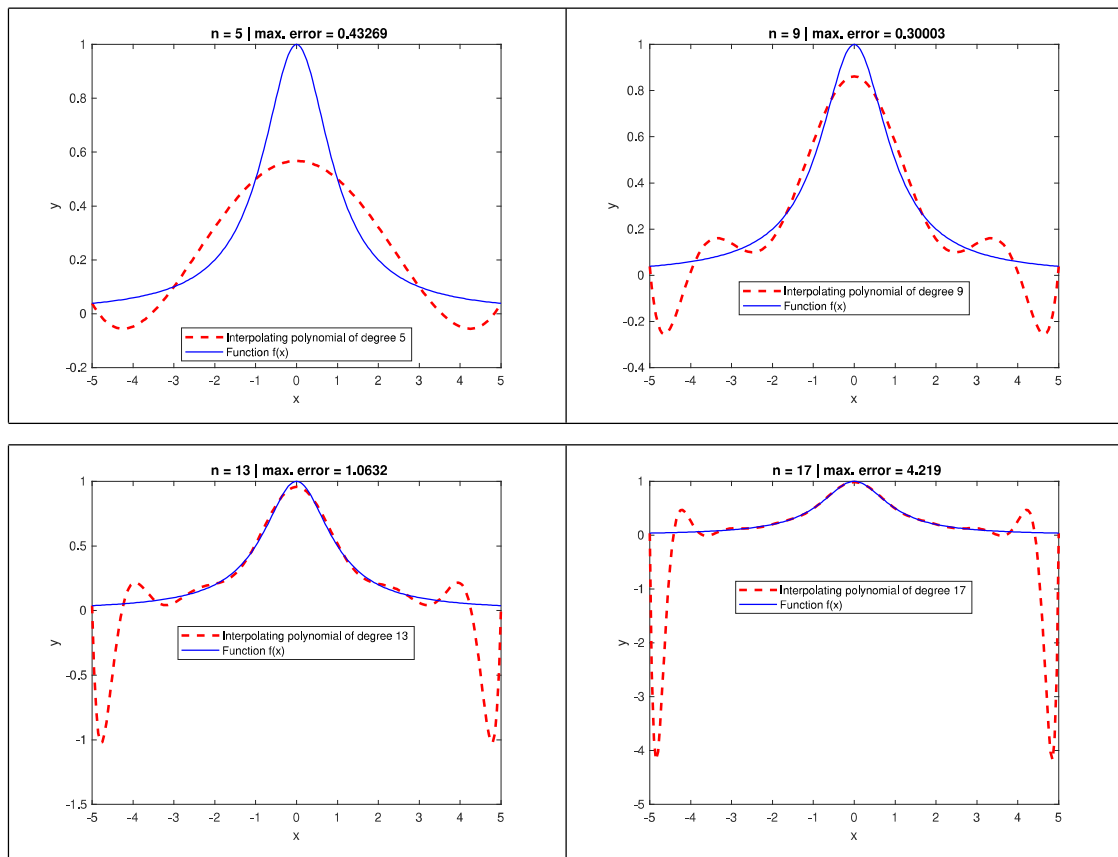 n = 5 | max. error = 0.43269
1
0.8
0.6
0.4
0.2
0
-0.2
y
Interpolating polynomial of degree 5
Function f(x)
-5 -4 -3 -2 -1 0 1 2 3 4 5
x
n = 9 | max. error = 0.30003
1
0.8
0.6
0.4
0.2
0
-0.2
-0.4
y
Interpolating polynomial of degree 9
Function f(x)
-5 -4 -3 -2 -1 0 1 2 3 4 5
x
n = 13 | max. error = 1.0632
1
0.5
0
-0.5
-1
-1.5
y
Interpolating polynomial of degree 13
Function f(x)
-5 -4 -3 -2 -1 0 1 2 3 4 5
x
n = 17 | max. error = 4.219
1
0
-1
-2
-3
-4
-5
y
Interpolating polynomial of degree 17
Function f(x)
-5 -4 -3 -2 -1 0 1 2 3 4 5
x